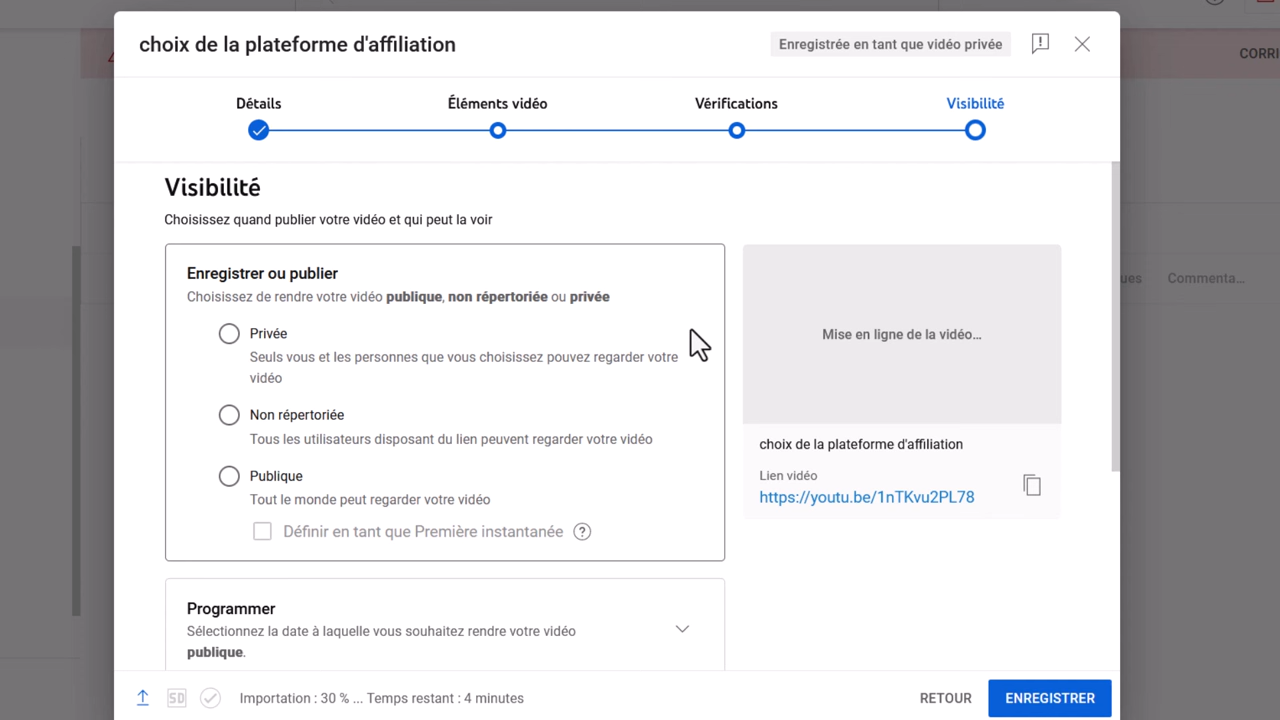 choix de la plateforme d'affiliation
Enregistrée en tant que vidéo privée
CORRI
Détails
Éléments vidéo
Vérifications
Visibilité
Visibilité
Choisissez quand publier votre vidéo et qui peut la voir
Enregistrer ou publier
Choisissez de rendre votre vidéo publique, non répertoriée ou privée
Privée
Seuls vous et les personnes que vous choisissez pouvez regarder votre
vidéo
Non répertoriée
Tous les utilisateurs disposant du lien peuvent regarder votre vidéo
Publique
Tout le monde peut regarder votre vidéo
Définir en tant que Première instantanée ?
Mise en ligne de la vidéo...
choix de la plateforme d'affiliation
Lien vidéo
https://youtu.be/1nTKvu2PL78
ues Commenta...
Programmer
Sélectionnez la date à laquelle vous souhaitez rendre votre vidéo
publique.
SD
Importation : 30 % ... Temps restant : 4 minutes
RETOUR
ENREGISTRER